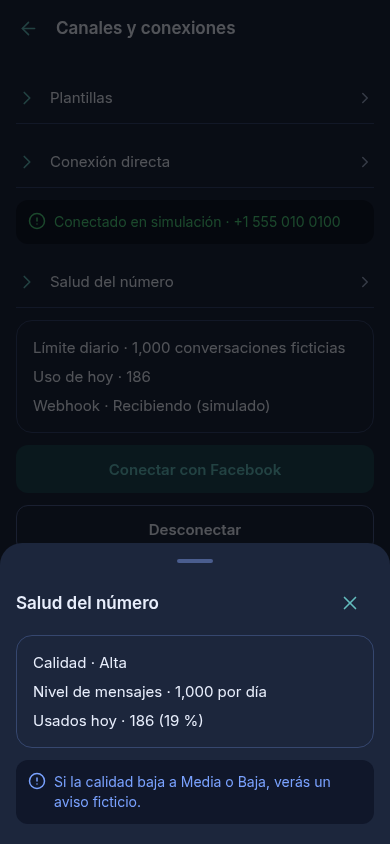 Canales y conexiones
Plantillas
Conexión directa
Conectado en simulación · +1 555 010 0100
Salud del número
Límite diario · 1,000 conversaciones ficticias
Uso de hoy · 186
Webhook · Recibiendo (simulado)
Conectar con Facebook
Desconectar
Salud del número
Calidad · Alta
Nivel de mensajes · 1,000 por día
Usados hoy · 186 (19 %)
Si la calidad baja a Media o Baja, verás un
aviso ficticio.